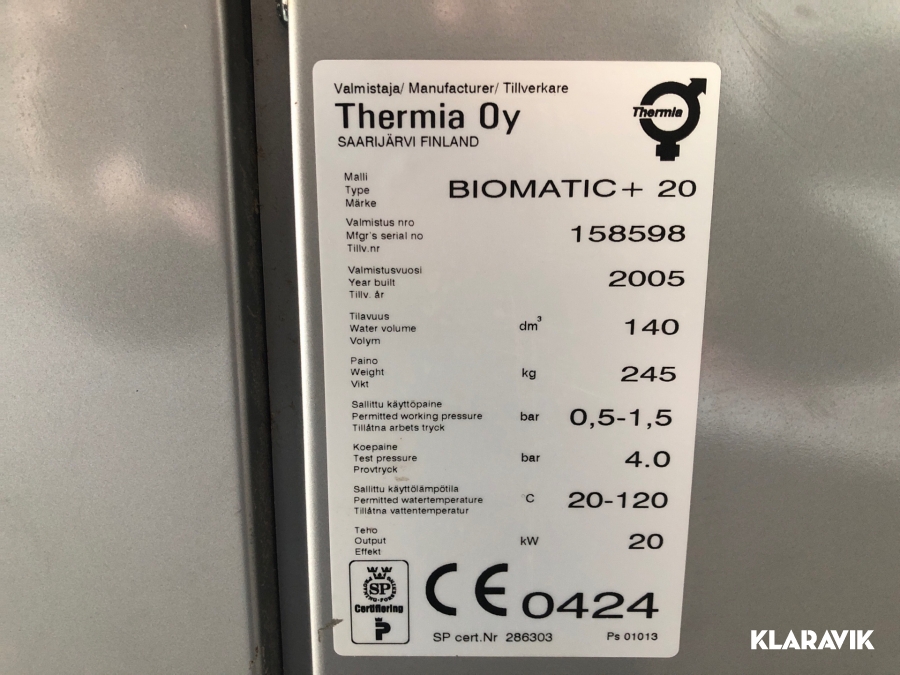 Valmistaja/ Manufacturer/ Tillverkare
Thermia Oy
SAARIJÄRVI FINLAND
Thermia
Malli
Type BIOMATIC+ 20
Märke
Valmistus nro
Mfgr's serial no 158598
Tillv.nr
Valmistusvuosi
Year built 2005
Tillv. år
Tilavuus
Water volume dm³ 140
Volym
Paino
Weight kg 245
Vikt
Sallittu käyttöpaine
Permitted working pressure bar 0,5-1,5
Tillåtna arbets tryck
Koepaine
Test pressure bar 4.0
Provtryck
Sallittu käyttölämpötila
Permitted watertemperature C 20-120
Tillåtna vattentemperatur
Teho
Output kW 20
Effekt
SP
Certifiering
P
CE 0424
SP cert.Nr 286303 Ps 01013
KLARAVIK